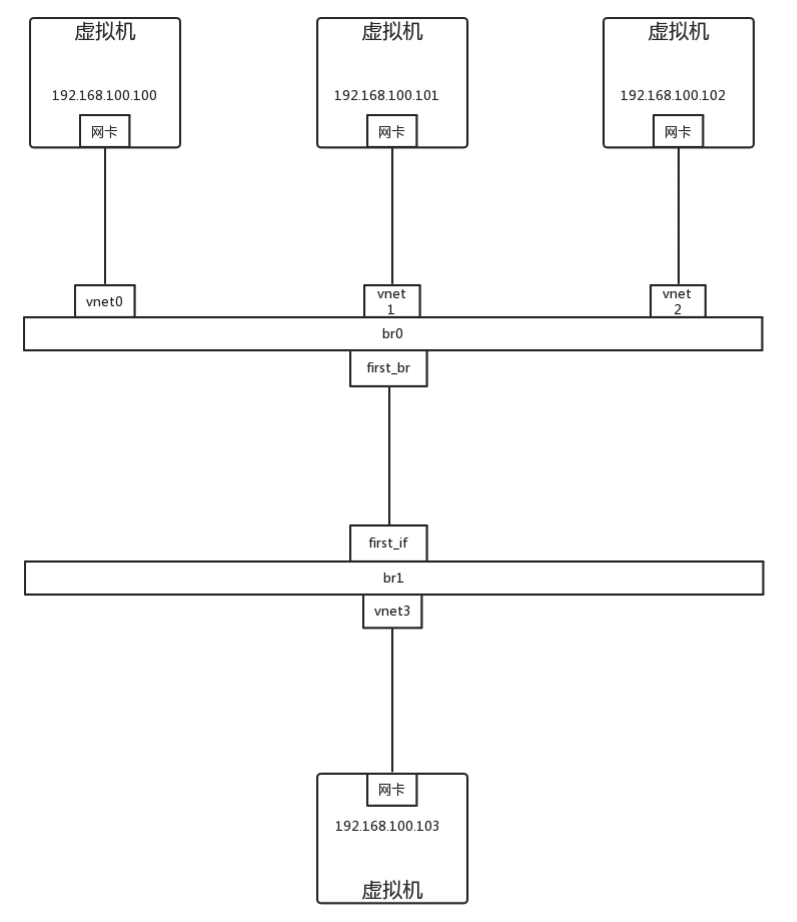 虚拟机
虚拟机
虚拟机
192.168.100.100
192.168.100.101
192.168.100.102
网卡
网卡
网卡
vnet0
vnet
1
vnet
2
br0
first_br
first_if
br1
vnet3
网卡
192.168.100.103
虚拟机